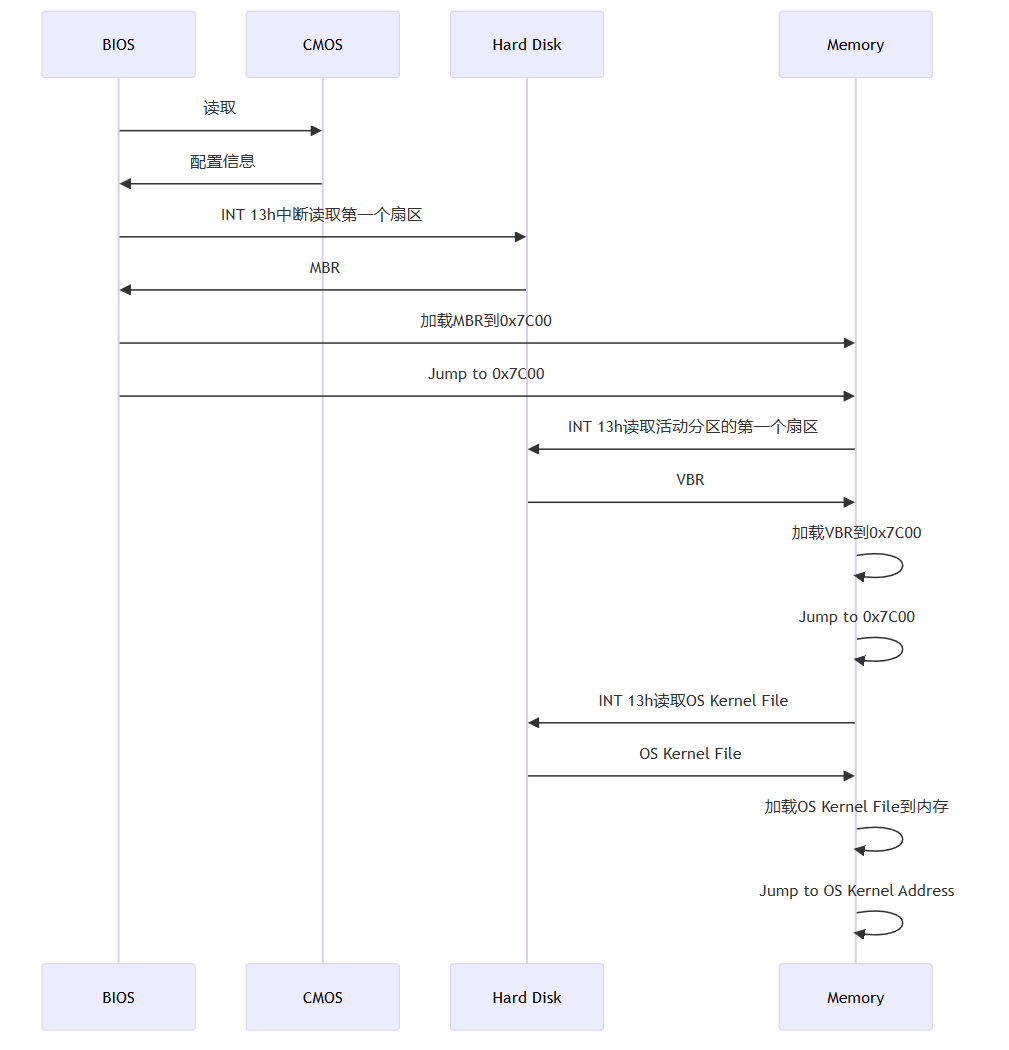 BIOS
CMOS
Hard Disk
Memory
读取
配置信息
INT 13h中断读取第一个扇区
MBR
加载MBR到0x7C00
Jump to 0x7C00
INT 13h读取活动分区的第一个扇区
VBR
加载VBR到0x7C00
Jump to 0x7C00
INT 13h读取OS Kernel File
OS Kernel File
加载OS Kernel File到内存
Jump to OS Kernel Address
BIOS
CMOS
Hard Disk
Memory